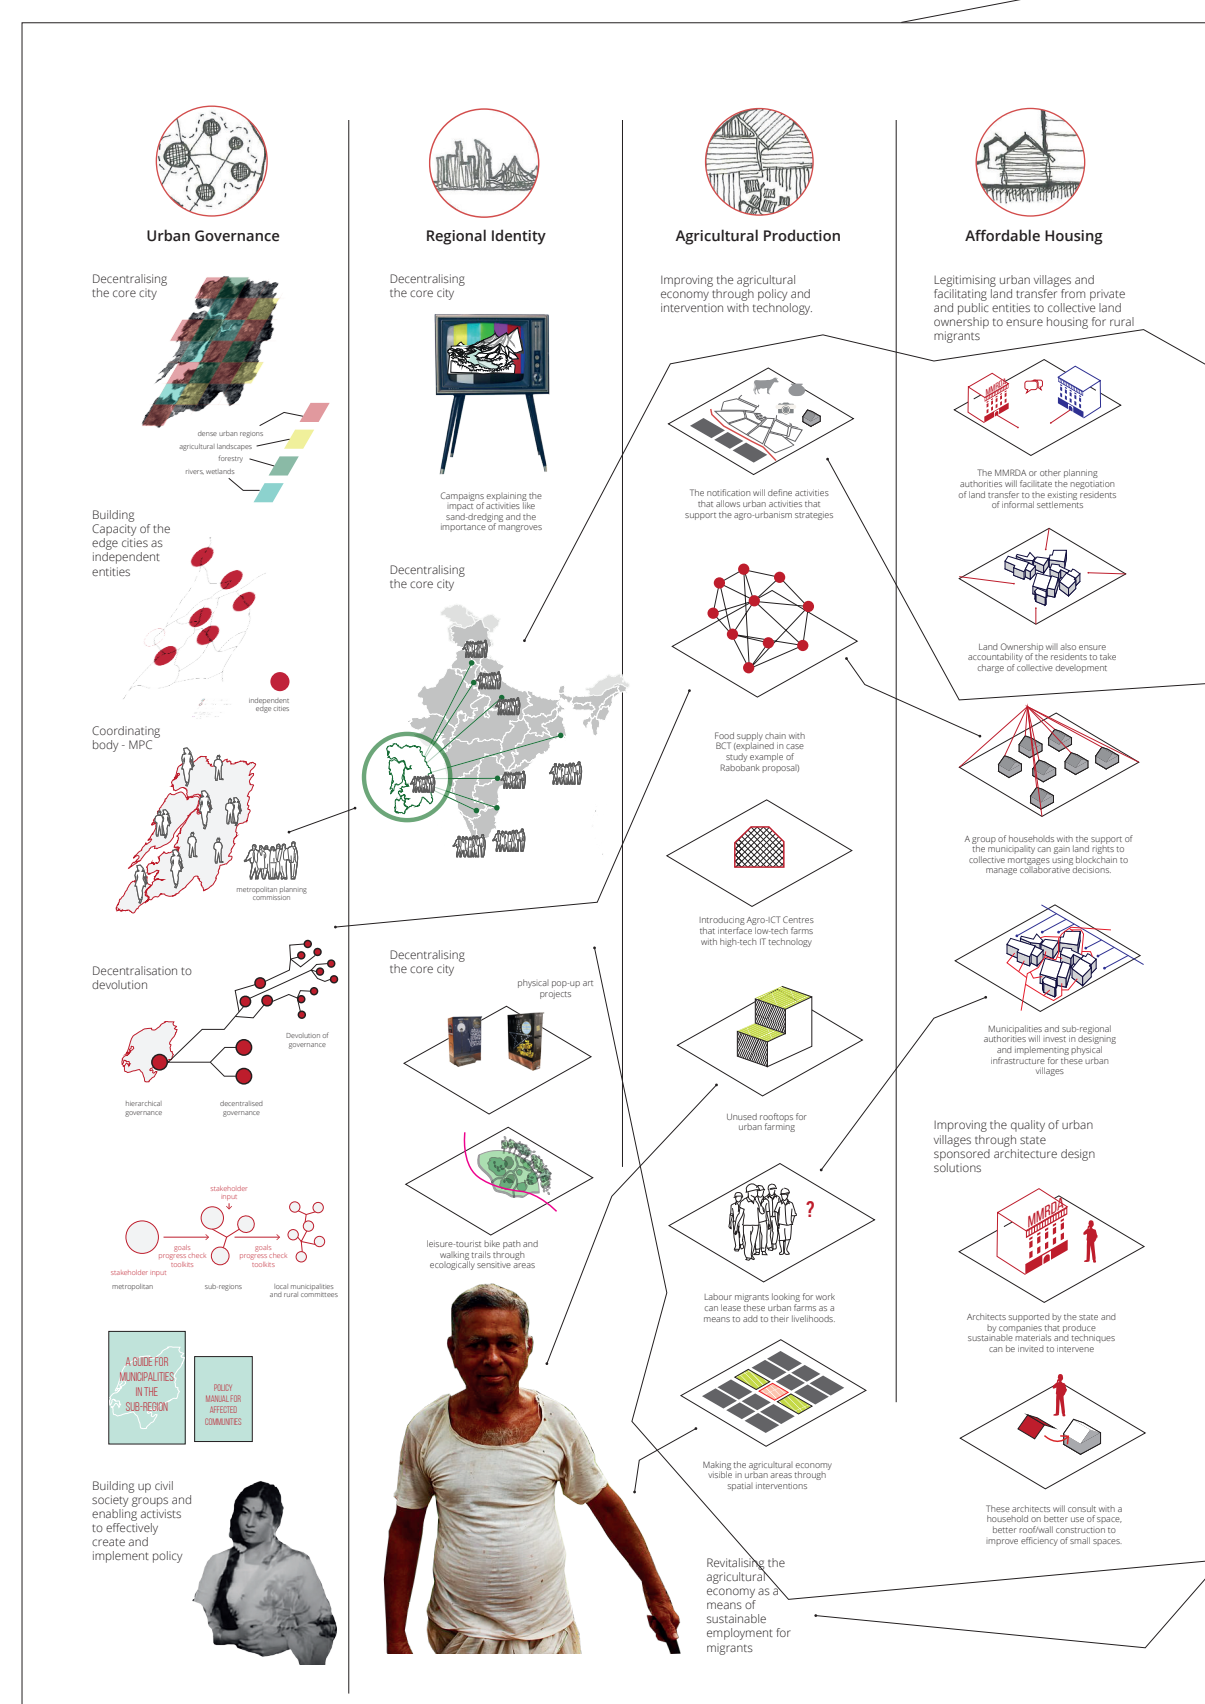 Urban Governance
Decentralising
the core city
dense urban regions
agricultural landscapes
forestry
rivers, wetlands
Building
Capacity of the
edge cities as
independent
entities
independent
edge cities
Coordinating
body - MPC
metropolitan planning
commission
Decentralisation to
devolution
Devolution of
governance
hierarchical
governance
decentralised
governance
stakeholder
input
goals
progress check
toolkits
goals
progress check
toolkits
stakeholder input
metropolitan
sub-regions
local municipalities
and rural committees
A GUIDE FOR
MUNICIPALITIES
IN THE
SUB-REGION
POLICY
MANUAL FOR
AFFECTED
COMMUNITIES
Building up civil
society groups and
enabling activists
to effectively
create and
implement policy
Regional Identity
Decentralising
the core city
Campaigns explaining the
impact of activities like
sand-dredging and the
importance of mangroves
Decentralising
the core city
Decentralising
the core city
physical pop-up art
projects
leisure-tourist bike path and
walking trails through
ecologically sensitive areas
Agricultural Production
Improving the agricultural
economy through policy and
intervention with technology.
The notification will define activities
that allows urban activities that
support the agro-urbanism strategies
Food supply chain with
BCT (explained in case
study example of
Rabobank proposal)
Introducing Agro-ICT Centres
that interface low-tech farms
with high-tech IT technology
Unused rooftops for
urban farming
?
Labour migrants looking for work
can lease these urban farms as a
means to add to their livelihoods.
Making the agricultural economy
visible in urban areas through
spatial interventions
Revitalising the
agricultural
economy as a
means of
sustainable
employment for
migrants
Affordable Housing
Legitimising urban villages and
facilitating land transfer from private
and public entities to collective land
ownership to ensure housing for rural
migrants
MMRDA
The MMRDA or other planning
authorities will facilitate the negotiation
of land transfer to the existing residents
of informal settlements
Land Ownership will also ensure
accountability of the residents to take
charge of collective development
A group of households with the support of
the municipality can gain land rights to
collective mortgages using blockchain to
manage collaborative decisions.
Municipalities and sub-regional
authorities will invest in designing
and implementing physical
infrastructure for these urban
villages
Improving the quality of urban
villages through state
sponsored architecture design
solutions
MMRDA
Architects supported by the state and
by companies that produce
sustainable materials and techniques
can be invited to intervene
These architects will consult with a
household on better use of space,
better roof/wall construction to
improve efficiency of small spaces.